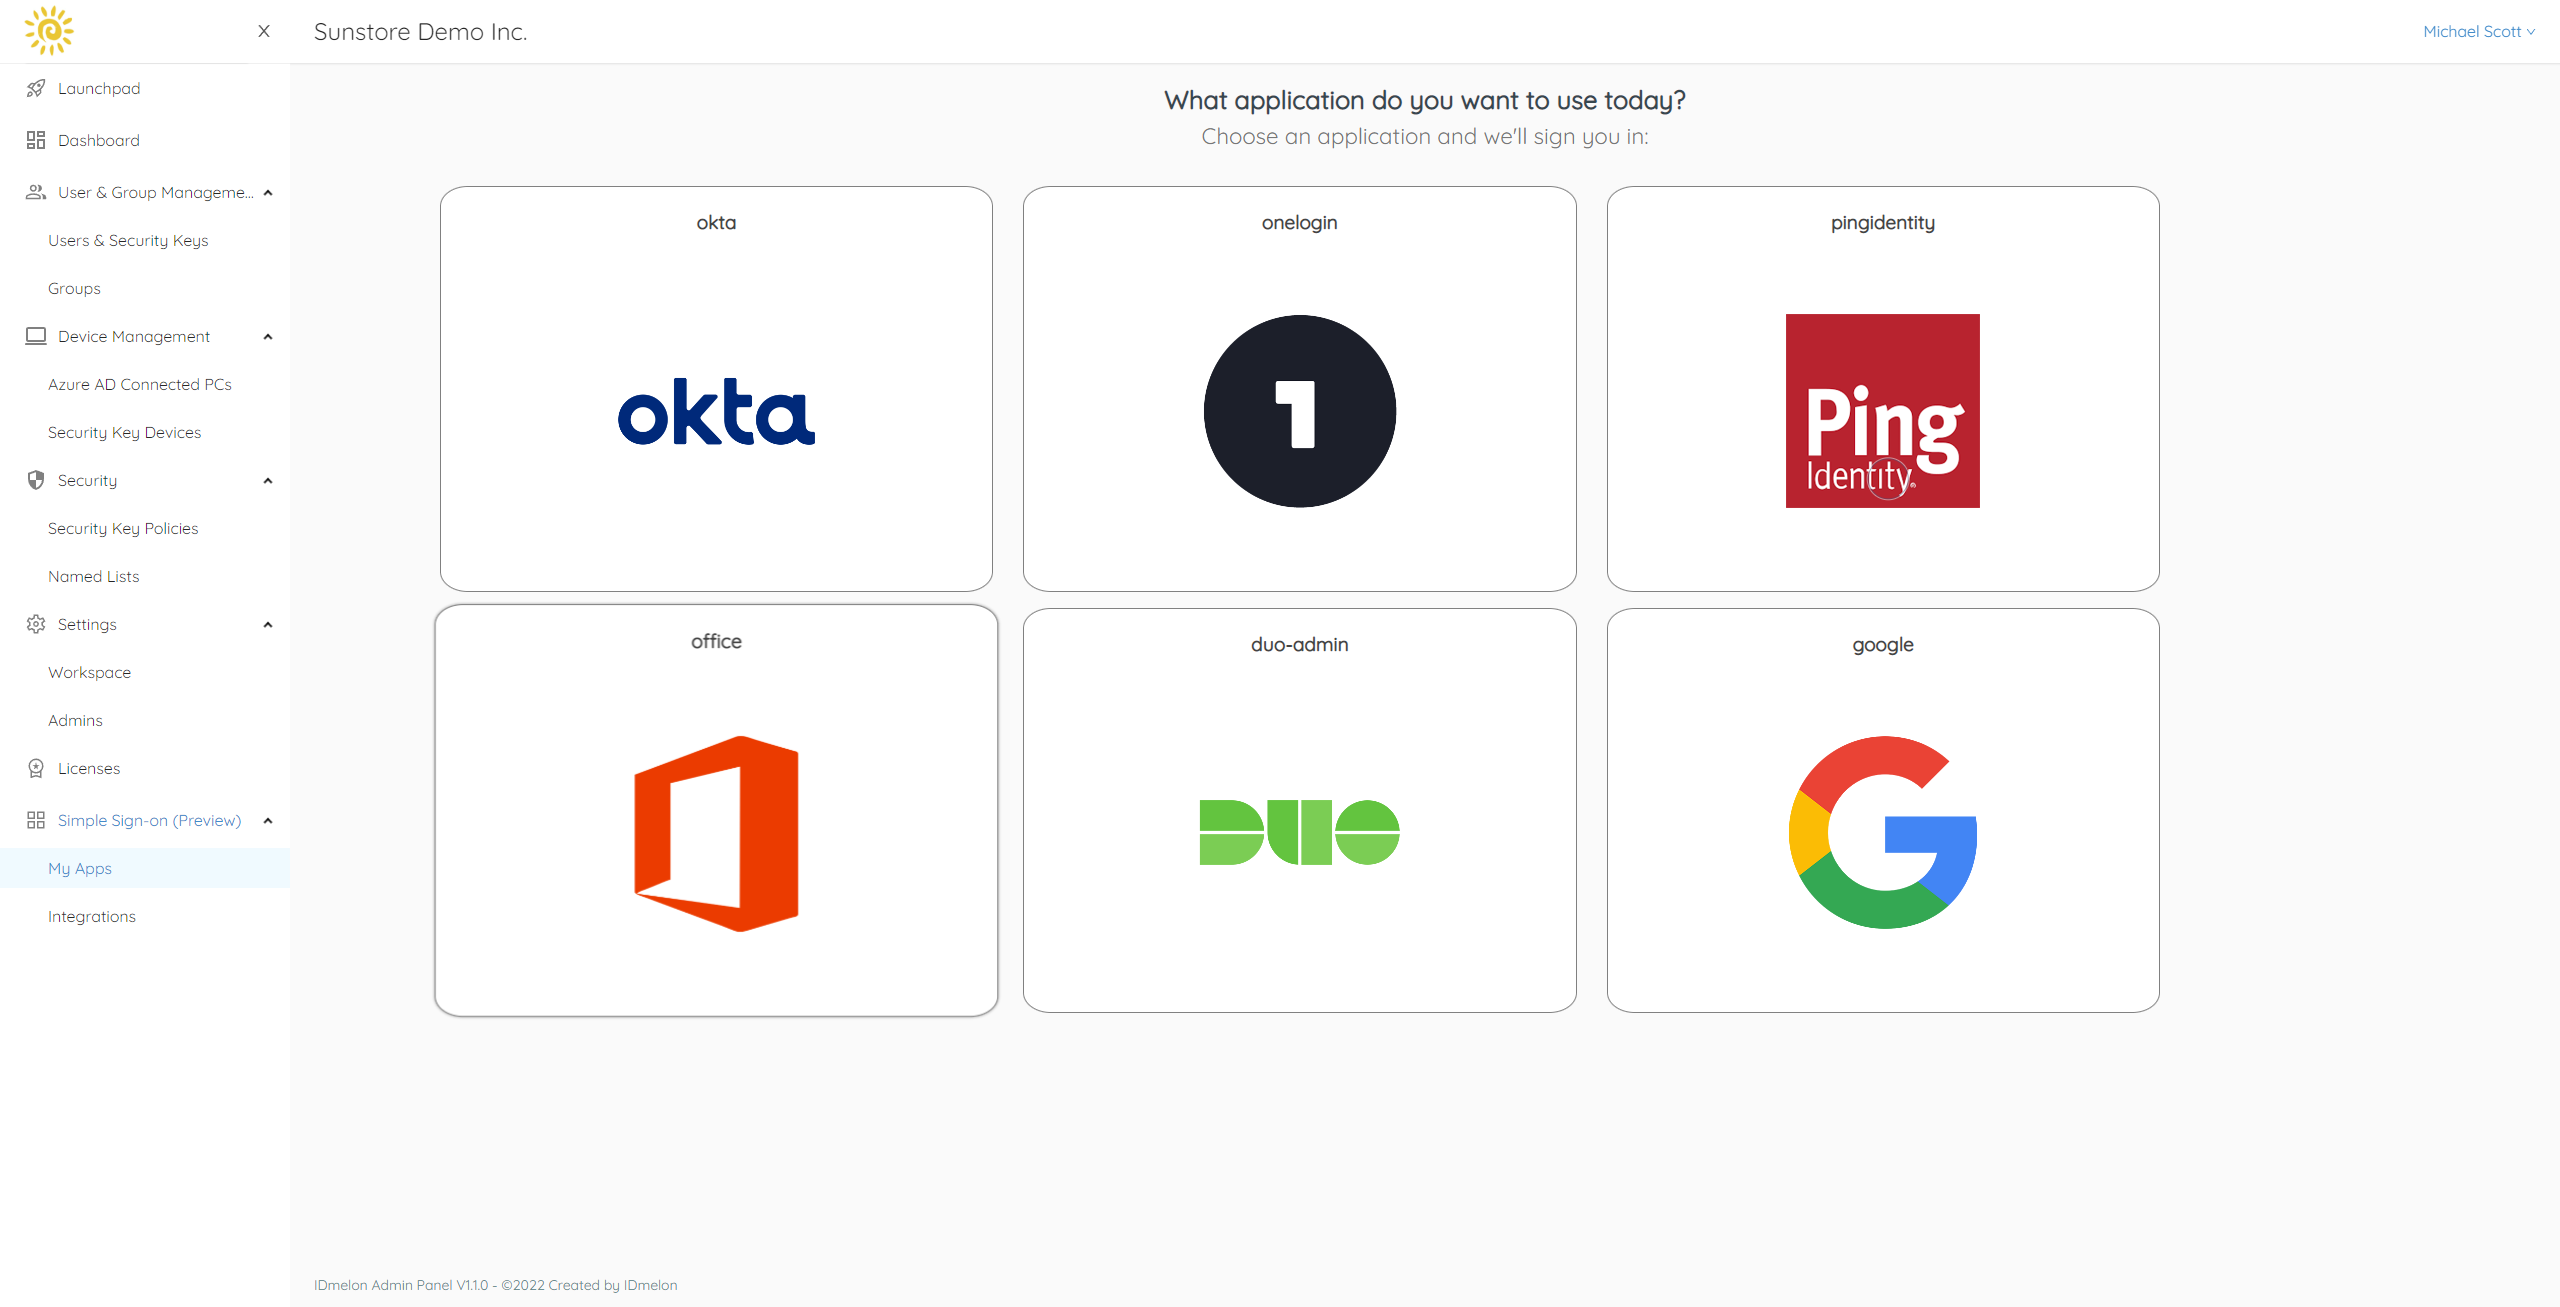 X
Sunstore Demo Inc.
Michael Scott
Launchpad
Dashboard
User & Group Manageme...
Users & Security Keys
Groups
Device Management
Azure AD Connected PCs
Security Key Devices
Security
Security Key Policies
Named Lists
Settings
Workspace
Admins
Licenses
Simple Sign-on (Preview)
My Apps
Integrations
What application do you want to use today?
Choose an application and we'll sign you in:
okta
okta
onelogin
1
pingidentity
Ping
Identity®
office
duo-admin
DUO
google
G
IDmelon Admin Panel V1.1.0 - ©2022 Created by IDmelon